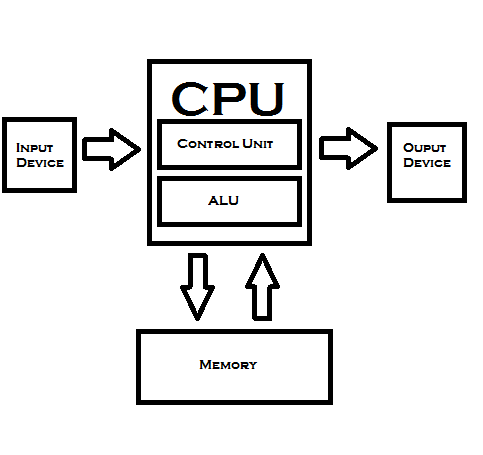 CPU
Input
Device
Control Unit
Ouput
Device
ALU
Memory